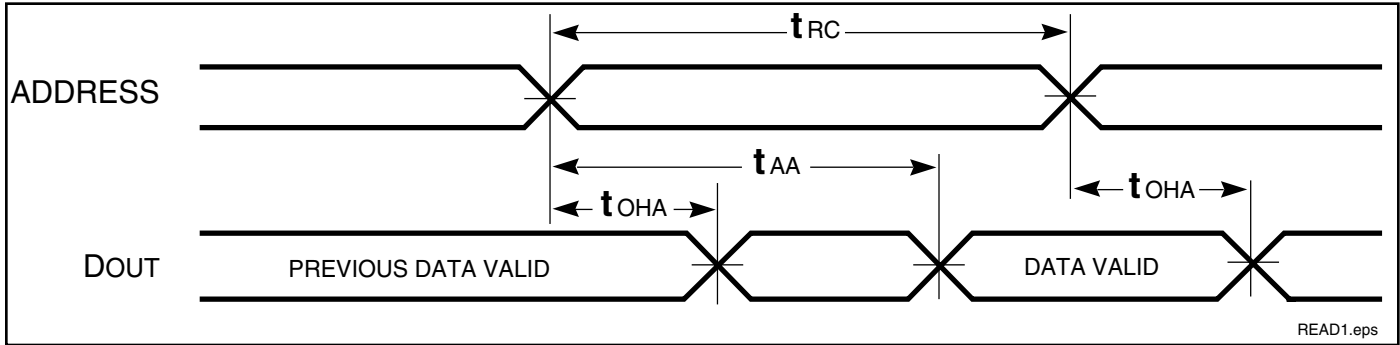 tRC
ADDRESS
tAA
tOHA
tOHA
DOUT
PREVIOUS DATA VALID
DATA VALID
READ1.eps